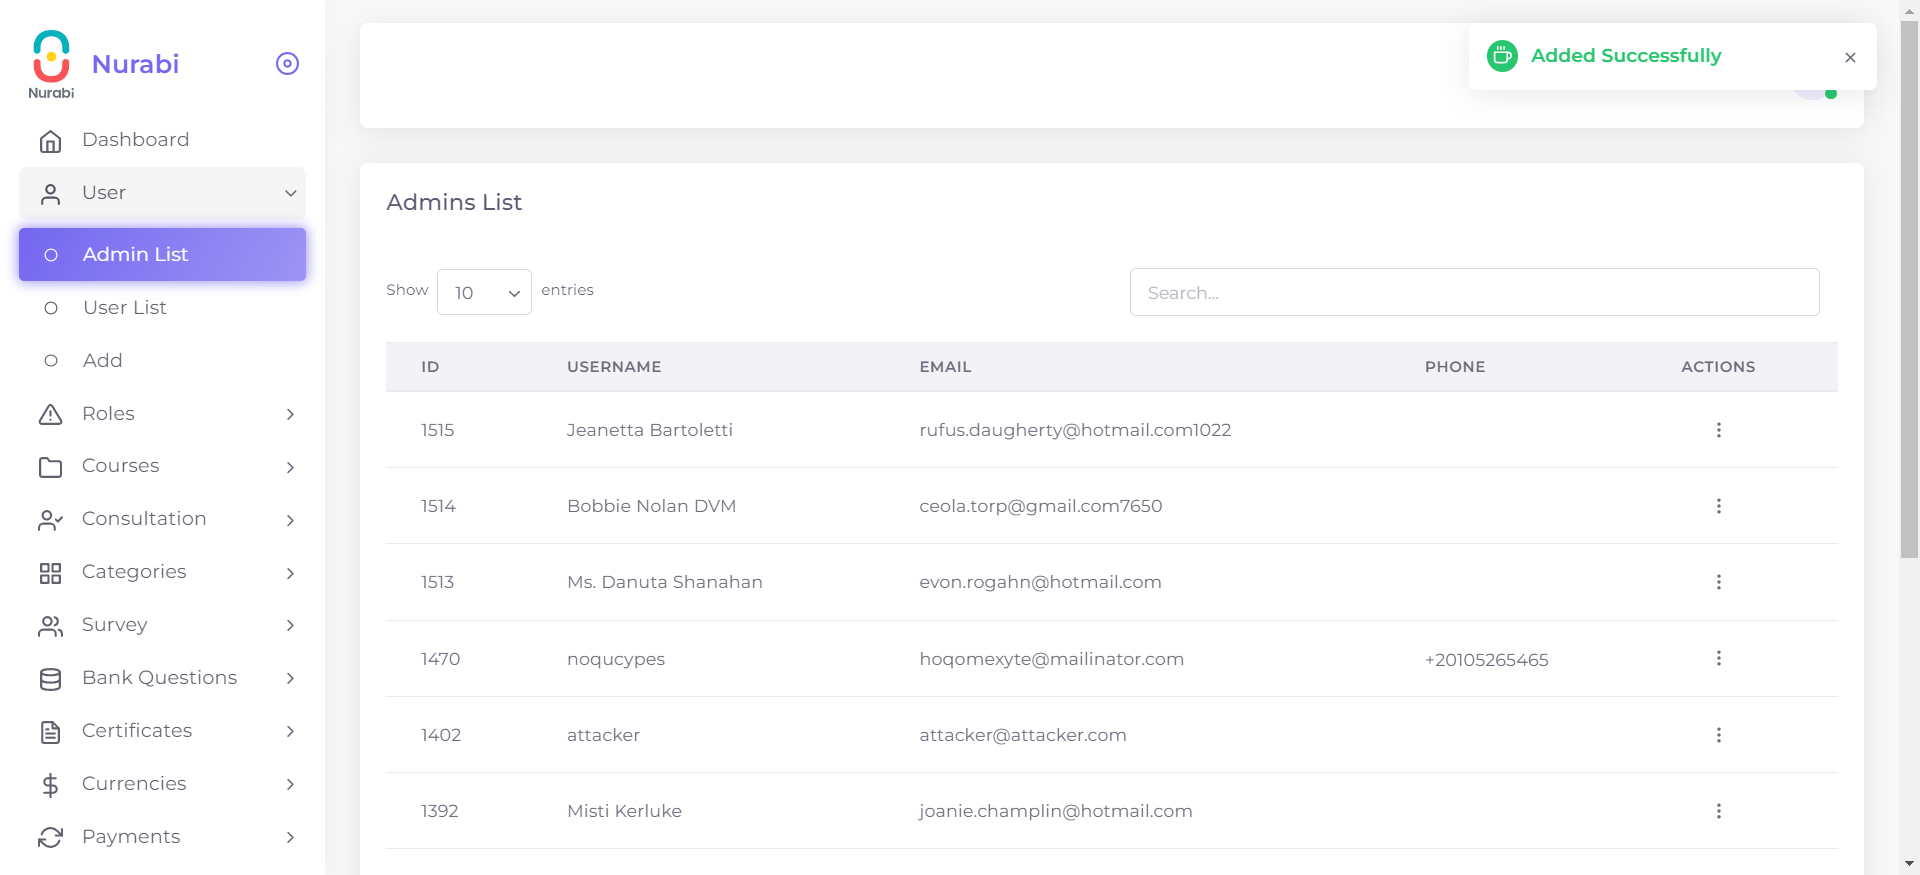 Nurabi
Nurabi
Dashboard
User
Admin List
User List
Add
Roles
Courses
Consultation
Categories
Survey
Bank Questions
Certificates
Currencies
Payments
Added Successfully
Admins List
Show 10 entries
Search...
ID USERNAME EMAIL PHONE ACTIONS
1515 Jeanetta Bartoletti rufus.daugherty@hotmail.com1022
1514 Bobbie Nolan DVM ceola.torp@gmail.com7650
1513 Ms. Danuta Shanahan evon.rogahn@hotmail.com
1470 noqucypes hoqomexyte@mailinator.com +20105265465
1402 attacker attacker@attacker.com
1392 Misti Kerluke joanie.champlin@hotmail.com